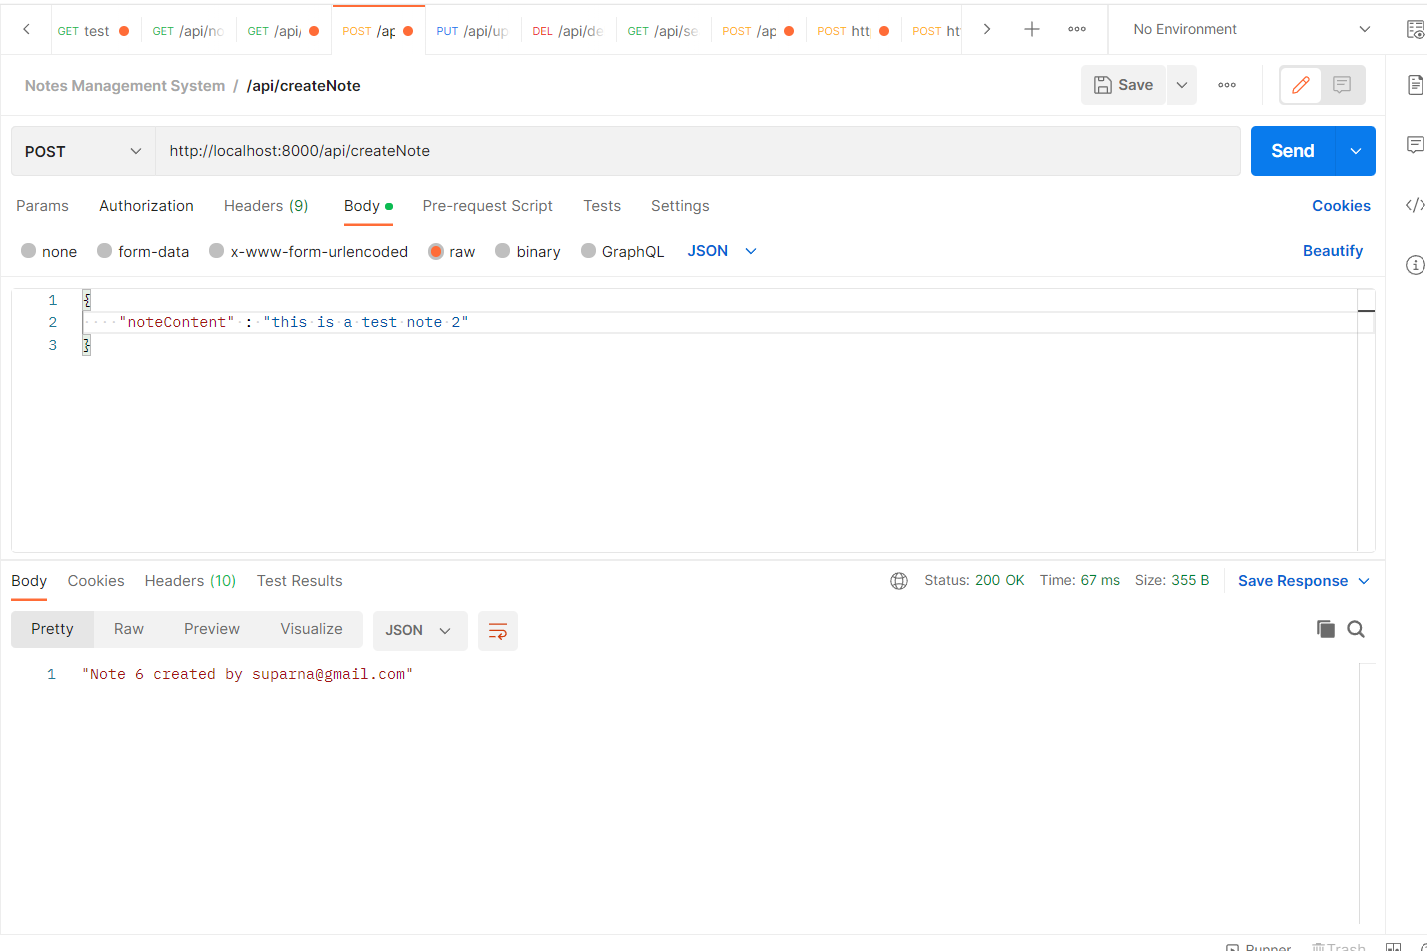 GET test GET /api/no GET /api/ POST /ap PUT /api/up DEL /api/de GET /api/se POST /ap POST htt POST ht No Environment
Notes Management System / /api/createNote Save
POST http://localhost:8000/api/createNote Send
Params Authorization Headers (9) Body Pre-request Script Tests Settings Cookies
none form-data x-www-form-urlencoded raw binary GraphQL JSON Beautify
1 {
2 "noteContent" : "this is a test note 2"
3 }
Body Cookies Headers (10) Test Results Status: 200 OK Time: 67 ms Size: 355 B Save Response
Pretty Raw Preview Visualize JSON
1 "Note 6 created by suparna@gmail.com"
Runner Trash